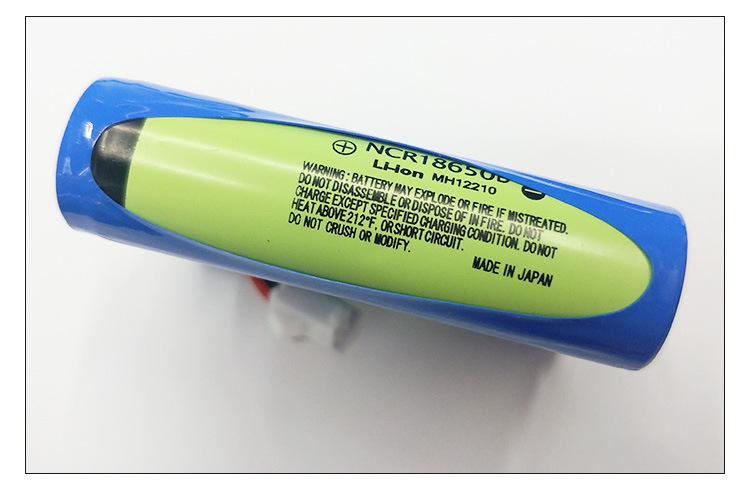 ⊕ NCR18650B ⊖
Li-ion MH12210
WARNING : BATTERY MAY EXPLODE OR FIRE IF MISTREATED.
DO NOT DISASSEMBLE OR DISPOSE OF IN FIRE. DO NOT
CHARGE EXCEPT SPECIFIED CHARGING CONDITION. DO NOT
HEAT ABOVE 212°F, OR SHORT CIRCUIT.
DO NOT CRUSH OR MODIFY.
MADE IN JAPAN